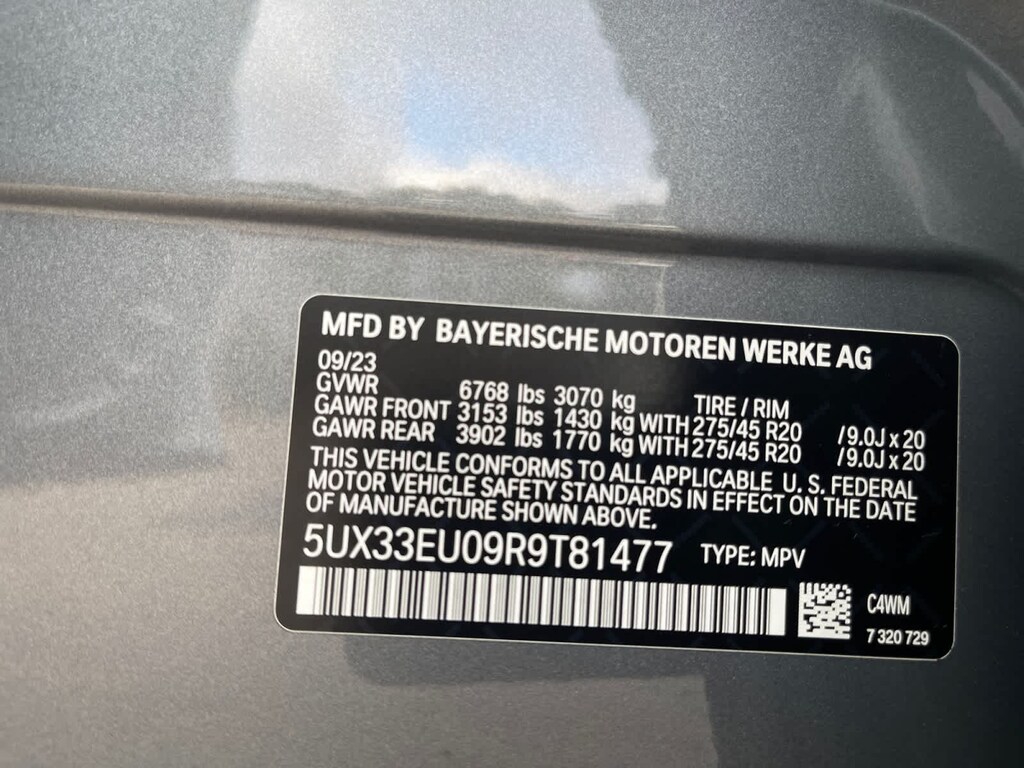 MFD BY BAYERISCHE MOTOREN WERKE AG
09/23
GVWR 6768 lbs 3070 kg TIRE / RIM
GAWR FRONT 3153 lbs 1430 kg WITH 275/45 R20 /9.0J x 20
GAWR REAR 3902 lbs 1770 kg WITH 275/45 R20 /9.0J x 20
THIS VEHICLE CONFORMS TO ALL APPLICABLE U. S. FEDERAL
MOTOR VEHICLE SAFETY STANDARDS IN EFFECT ON THE DATE
OF MANUFACTURE SHOWN ABOVE.
5UX33EU09R9T81477 TYPE: MPV
C4WM
7 320 729